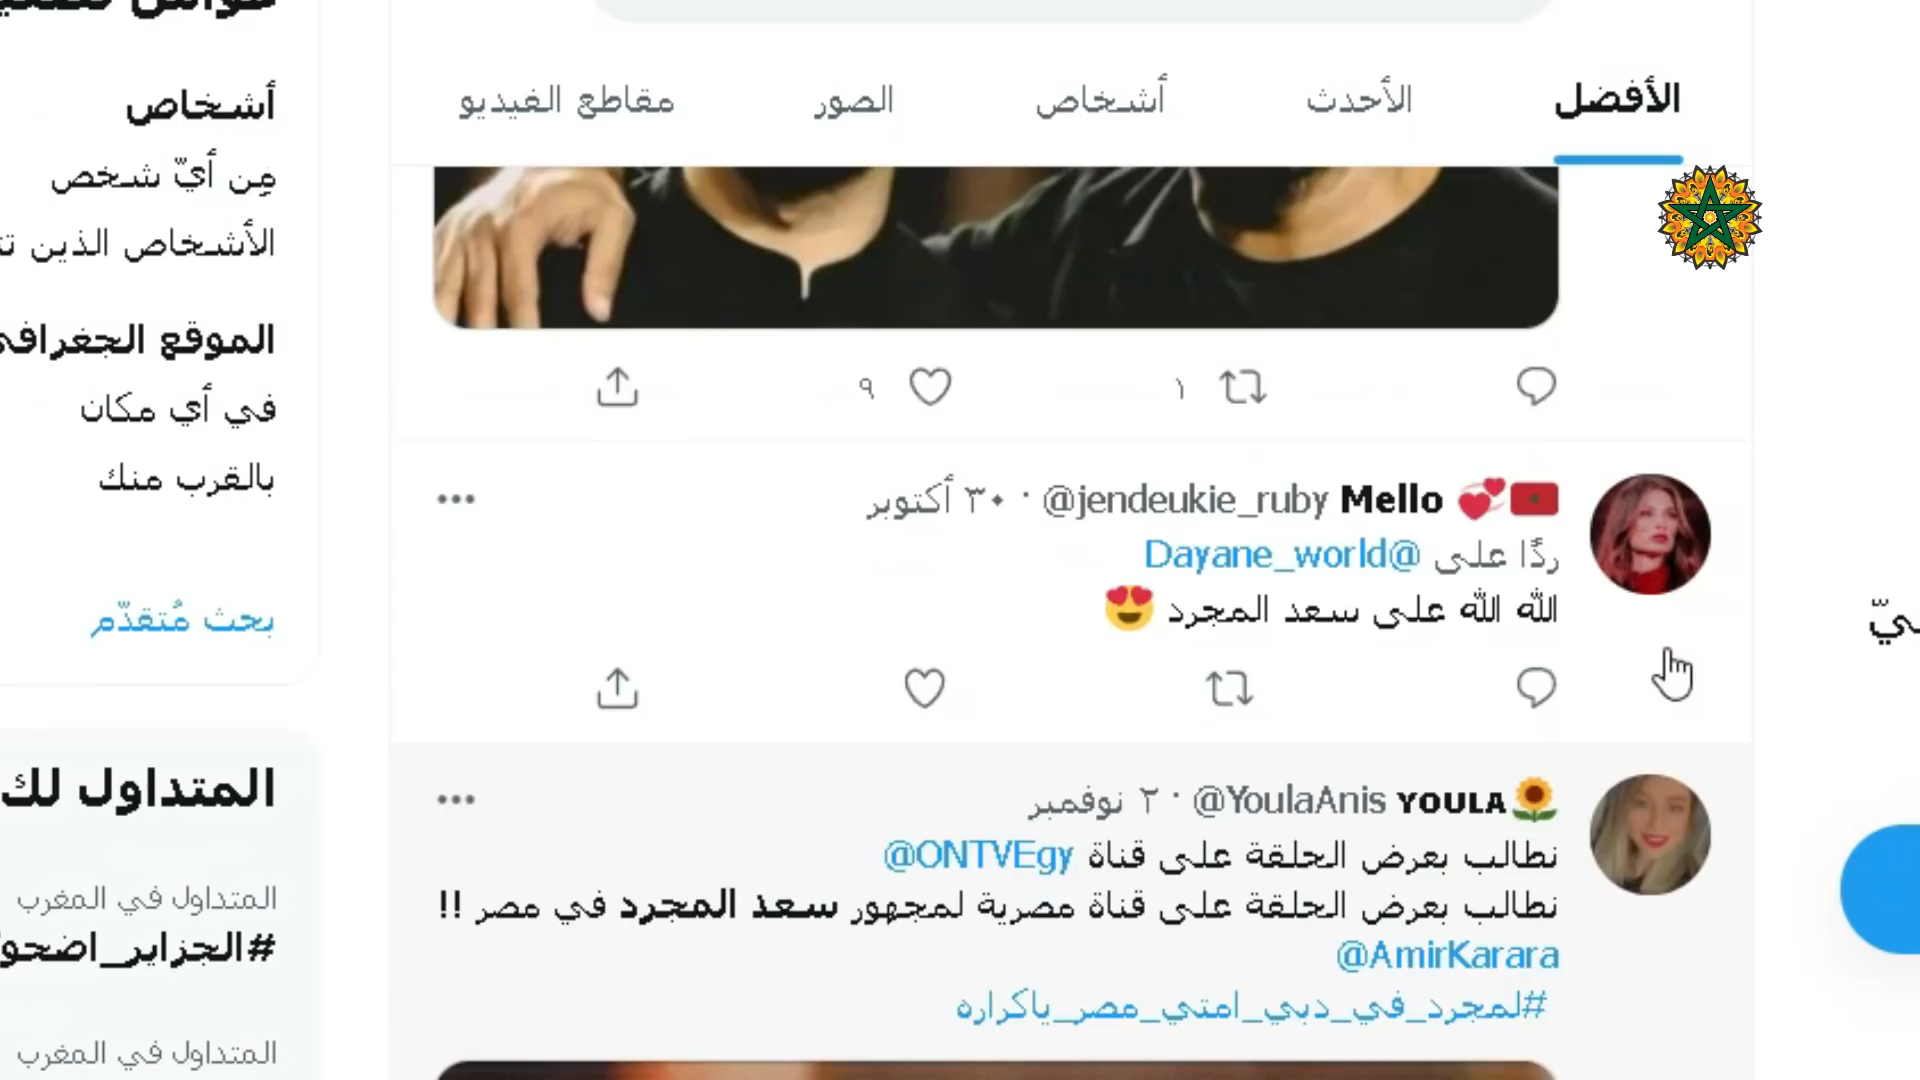 الأفضل
الأحدث
أشخاص
الصور
مقاطع الفيديو
١
٩
Mello @jendeukie_ruby · ٣٠ أكتوبر
ردًا على @Dayane_world
الله الله على سعد المجرد
YOULA @YoulaAnis · ٢ نوفمبر
نطالب بعرض الحلقة على قناة @ONTVEgy
نطالب بعرض الحلقة على قناة مصرية لمجهور سعد المجرد في مصر !!
@AmirKarara
#لمجرد_في_دبي_امتي_مصر_ياكراره
أشخاص
مِن أيّ شخص
الأشخاص الذين
الموقع الجغرافي
في أي مكان
بالقرب منك
بحث مُتقدّم
المتداول لك
المتداول في المغرب
#الجزاير_اضحو
المتداول في المغرب